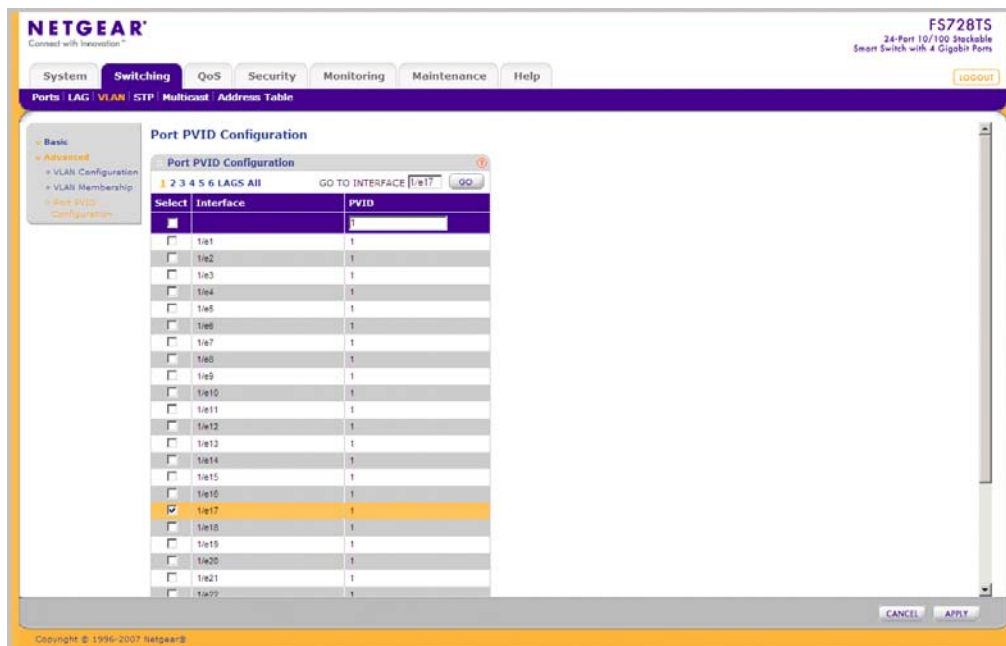 NETGEAR®
Connect with Innovation™
FS728TS
24-Port 10/100 Stackable
Smart Switch with 4 Gigabit Ports
System Switching QoS Security Monitoring Maintenance Help
LOGOUT
Ports LAG VLAN STP Multicast Address Table
Basic
Advanced
VLAN Configuration
VLAN Membership
Port PVID
Configuration
Port PVID Configuration
Port PVID Configuration
1 2 3 4 5 6 LAGS All GO TO INTERFACE 1/e17 GO
Select Interface PVID
1
1/e1 1
1/e2 1
1/e3 1
1/e4 1
1/e5 1
1/e6 1
1/e7 1
1/e8 1
1/e9 1
1/e10 1
1/e11 1
1/e12 1
1/e13 1
1/e14 1
1/e15 1
1/e16 1
1/e17 1
1/e18 1
1/e19 1
1/e20 1
1/e21 1
1/e22 1
CANCEL APPLY
Copyright © 1996-2007 Netgear®